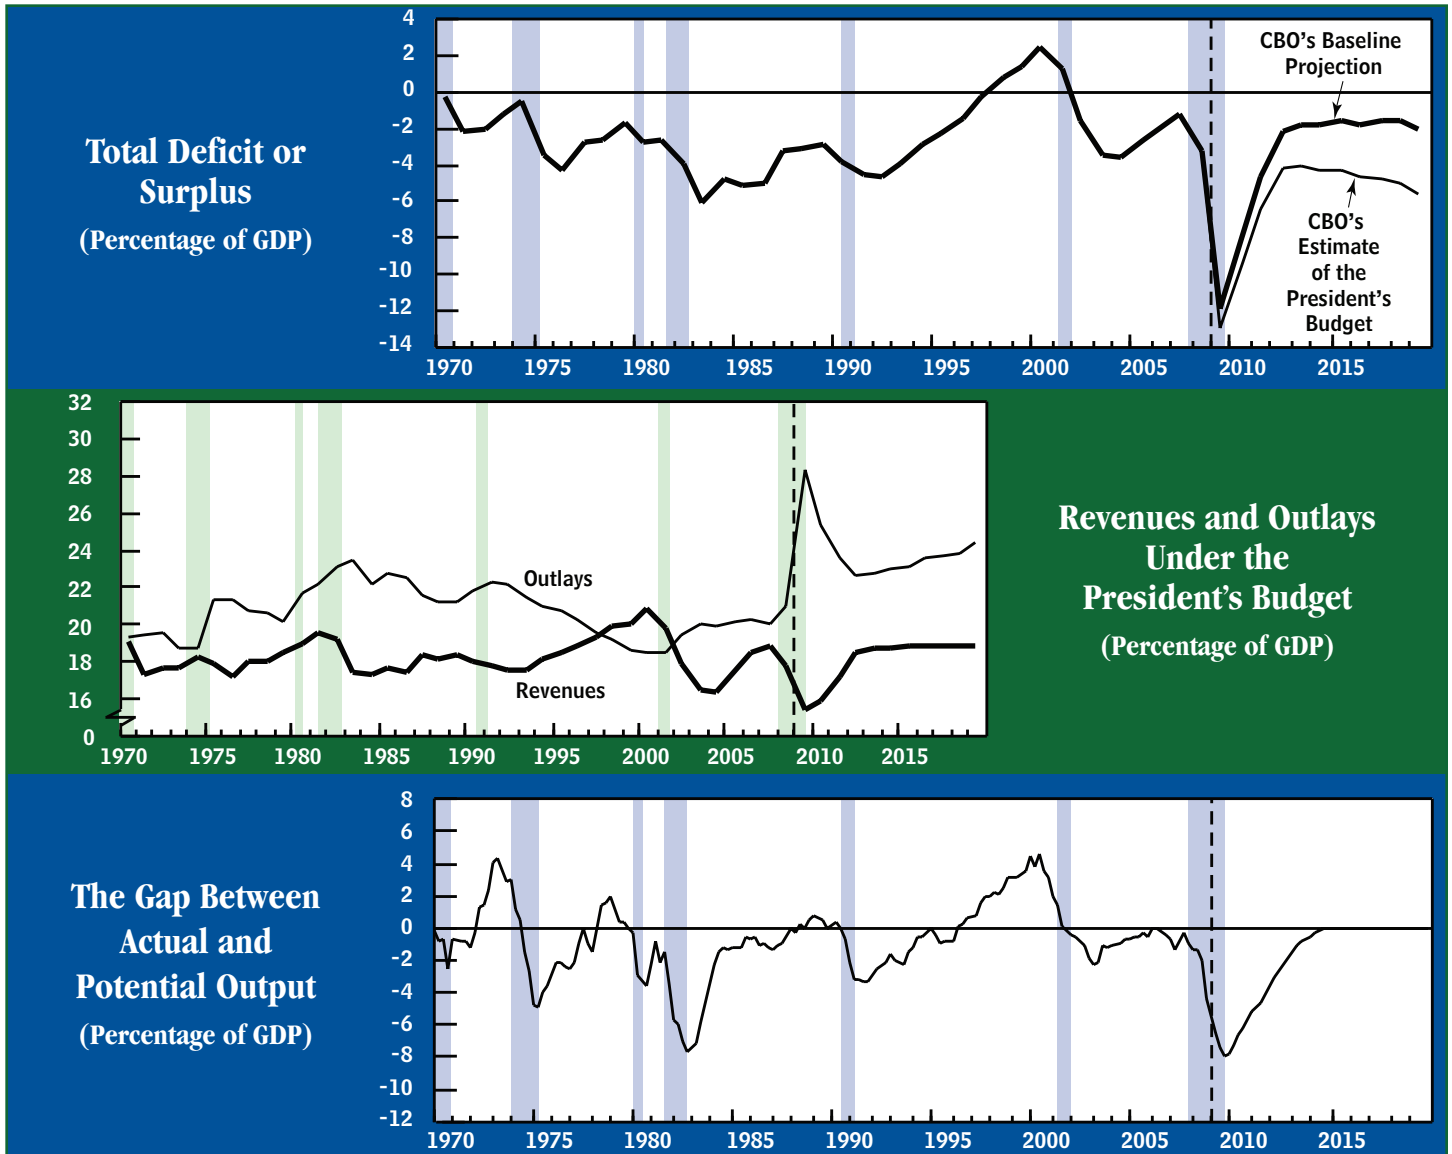 Total Deficit or
Surplus
(Percentage of GDP)
4
2
0
-2
-4
-6
-8
-10
-12
-14
CBO's Baseline
Projection
CBO's
Estimate
of the
President's
Budget
1970 1975 1980 1985 1990 1995 2000 2005 2010 2015
32
30
28
26
24
22
20
18
16
0
Outlays
Revenues
1970 1975 1980 1985 1990 1995 2000 2005 2010 2015
Revenues and Outlays
Under the
President's Budget
(Percentage of GDP)
The Gap Between
Actual and
Potential Output
(Percentage of GDP)
8
6
4
2
0
-2
-4
-6
-8
-10
-12
1970 1975 1980 1985 1990 1995 2000 2005 2010 2015